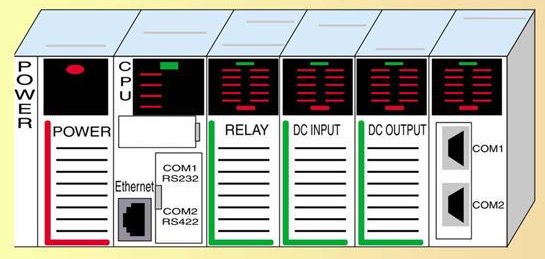 POWER
POWER
CPU
Ethernet
COM1
RS232
COM2
RS422
RELAY
DC INPUT
DC OUTPUT
COM1
COM2